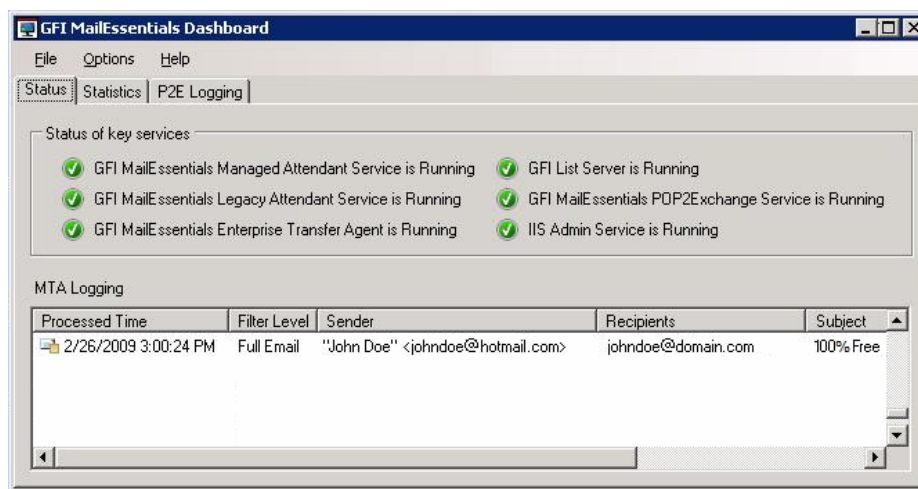 GFI MailEssentials Dashboard
File Options Help
Status Statistics P2E Logging
Status of key services
GFI MailEssentials Managed Attendant Service is Running GFI List Server is Running
GFI MailEssentials Legacy Attendant Service is Running GFI MailEssentials POP2Exchange Service is Running
GFI MailEssentials Enterprise Transfer Agent is Running IIS Admin Service is Running
MTA Logging
Processed Time Filter Level Sender Recipients Subject
2/26/2009 3:00:24 PM Full Email "John Doe" <johndoe@hotmail.com> johndoe@domain.com 100% Free